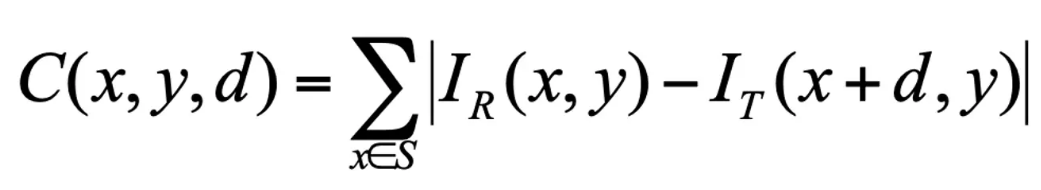 C(x, y, d) = ∑_{x∈S} |I_R(x, y) − I_T(x + d, y)|